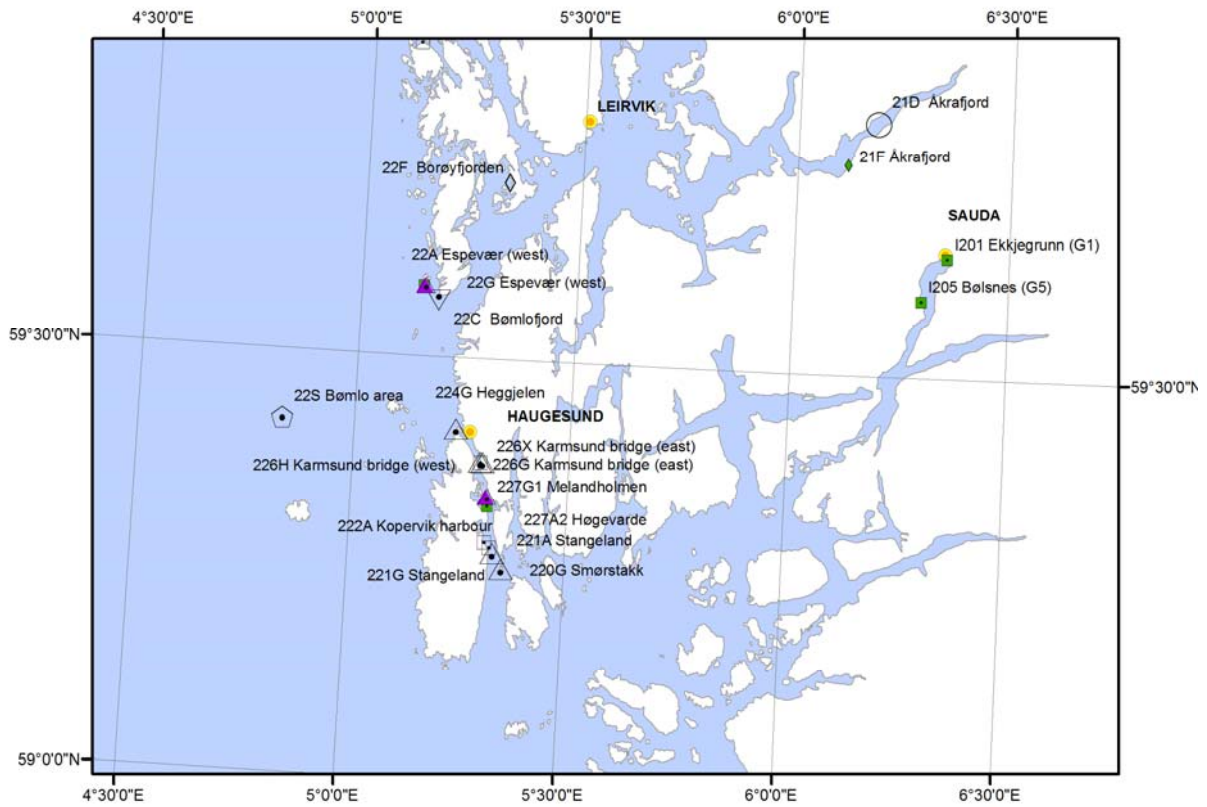 4°30'0"E 5°00'0"E 5°30'0"E 6°00'0"E 6°30'0"E
LEIRVIK
21D Åkrafjord
21F Åkrafjord
22F Borøyfjorden
SAUDA
I201 Ekkjegrunn (G1)
22A Espevær (west)
22G Espevær (west)
I205 Bølsnes (G5)
22C Bømlofjord
59°30'0"N
59°30'0"N
22S Bømlo area
224G Heggjelen
HAUGESUND
226X Karmsund bridge (east)
226H Karmsund bridge (west)
226G Karmsund bridge (east)
227G1 Melandholmen
222A Kopervik harbour
227A2 Høgevarde
221A Stangeland
221G Stangeland
220G Smørstakk
59°0'0"N
4°30'0"E 5°00'0"E 5°30'0"E 6°00'0"E 6°30'0"E